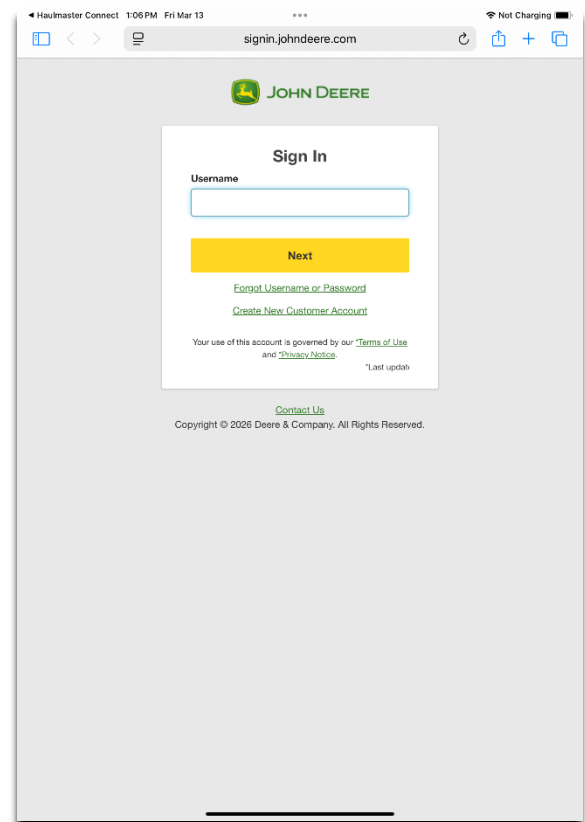 ◀ Haulmaster Connect 1:06 PM Fri Mar 13 Not Charging
signin.johndeere.com
JOHN DEERE
Sign In
Username
Next
Forgot Username or Password
Create New Customer Account
Your use of this account is governed by our *Terms of Use
and *Privacy Notice.
*Last updat
Contact Us
Copyright © 2026 Deere & Company. All Rights Reserved.